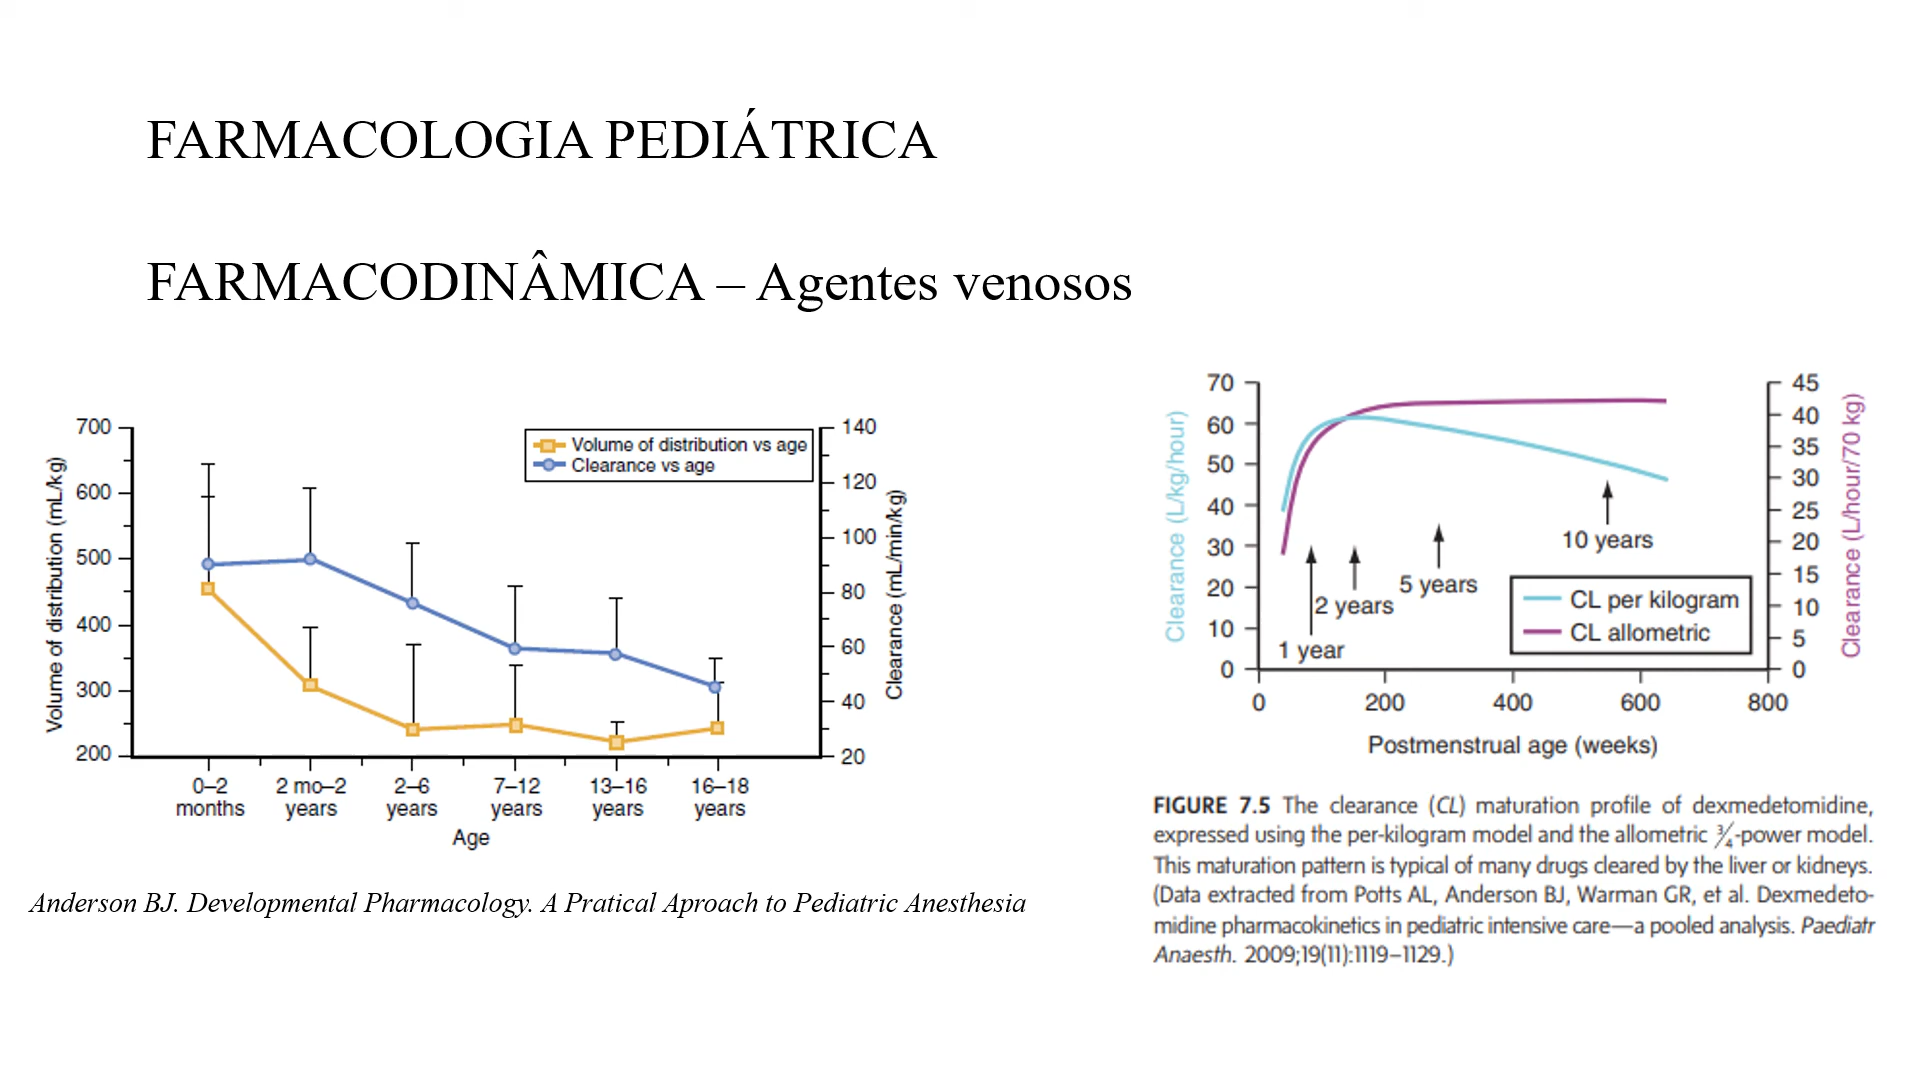 FARMACOLOGIA PEDIÁTRICA
FARMACODINÂMICA – Agentes venosos
Volume of distribution (mL/kg)
700
600
500
400
300
200
Volume of distribution vs age
Clearance vs age
140
120
100
80
60
40
20
Clearance (mL/min/kg)
0–2 months
2 mo–2 years
2–6 years
7–12 years
13–16 years
16–18 years
Age
Anderson BJ. Developmental Pharmacology. A Pratical Aproach to Pediatric Anesthesia
Clearance (L/kg/hour)
70
60
50
40
30
20
10
0
45
40
35
30
25
20
15
10
5
0
Clearance (L/hour/70 kg)
1 year
2 years
5 years
10 years
CL per kilogram
CL allometric
0
200
400
600
800
Postmenstrual age (weeks)
FIGURE 7.5 The clearance (CL) maturation profile of dexmedetomidine,
expressed using the per-kilogram model and the allometric ¾-power model.
This maturation pattern is typical of many drugs cleared by the liver or kidneys.
(Data extracted from Potts AL, Anderson BJ, Warman GR, et al. Dexmedeto-
midine pharmacokinetics in pediatric intensive care—a pooled analysis. Paediatr
Anaesth. 2009;19(11):1119–1129.)